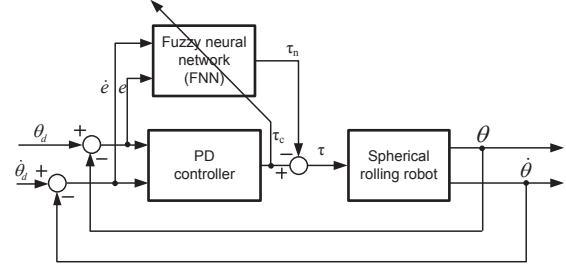 Fuzzy neural
network
(FNN)
τn
ė e
θd
+
−
θ̇d
+
−
PD
controller
τc
+
−
τ
Spherical
rolling robot
θ
θ̇